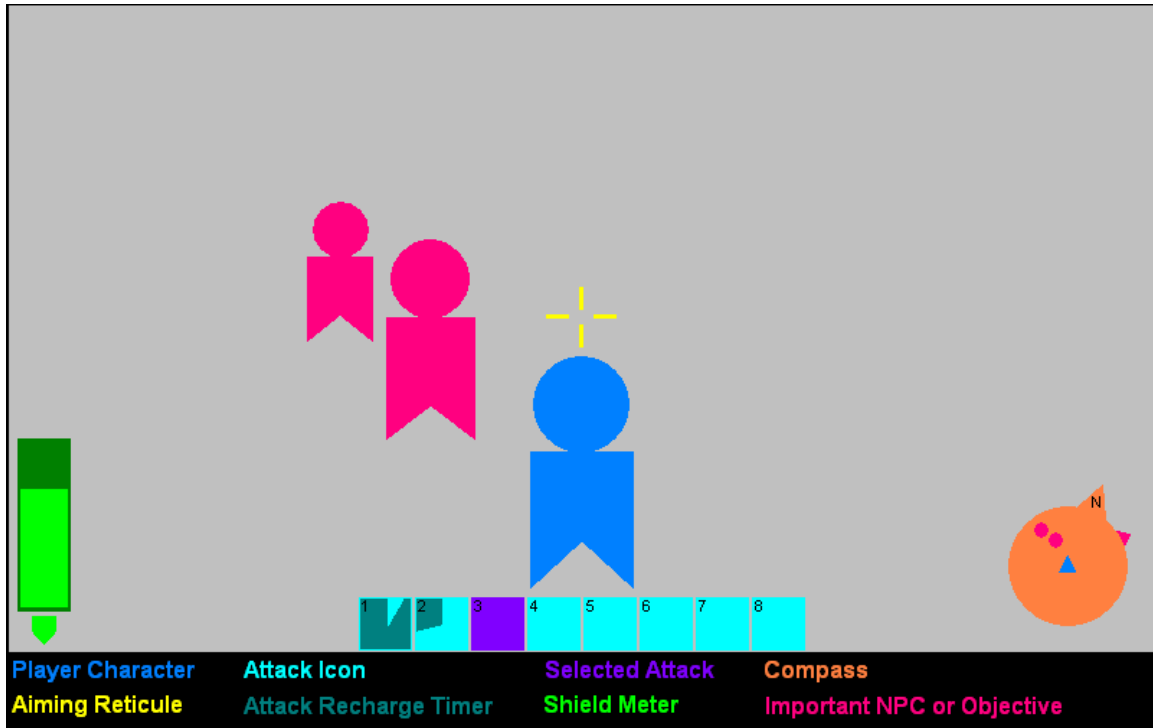 N
1 2 3 4 5 6 7 8
Player Character Attack Icon Selected Attack Compass
Aiming Reticule Attack Recharge Timer Shield Meter Important NPC or Objective